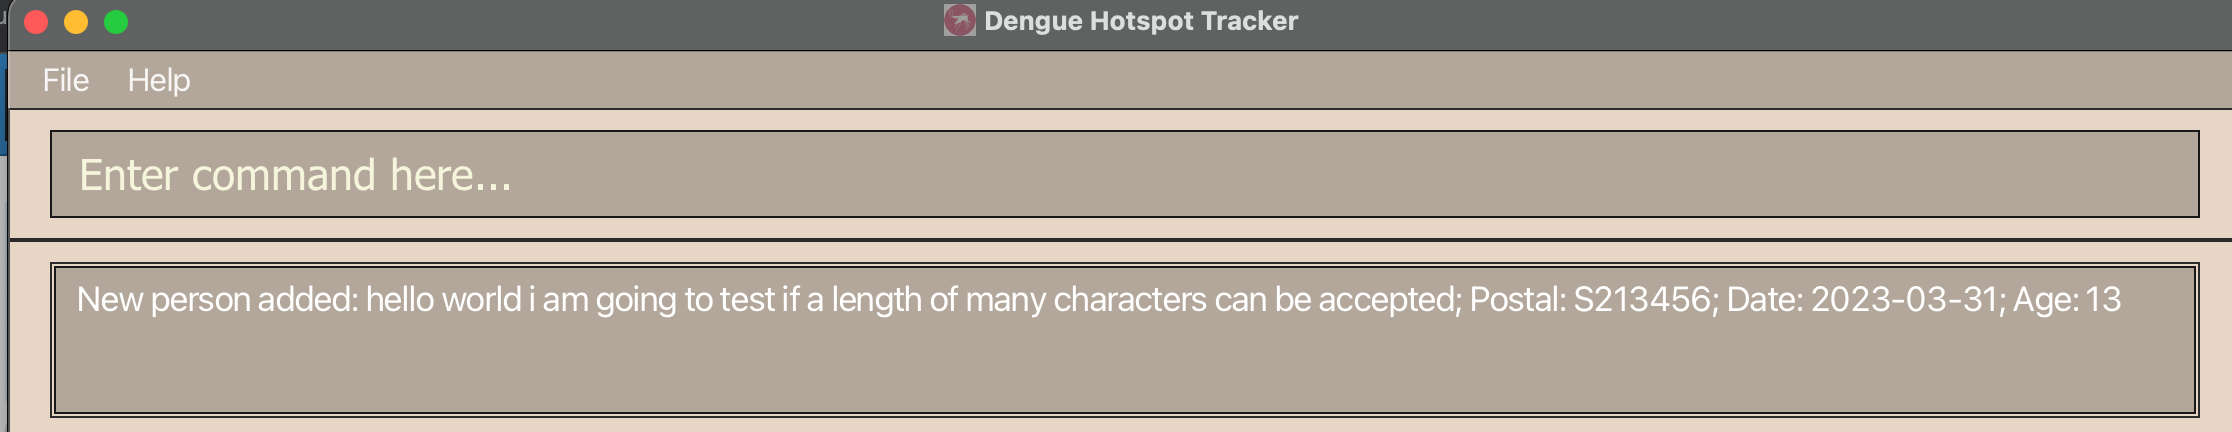 Dengue Hotspot Tracker
File Help
Enter command here...
New person added: hello world i am going to test if a length of many characters can be accepted; Postal: S213456; Date: 2023-03-31; Age: 13